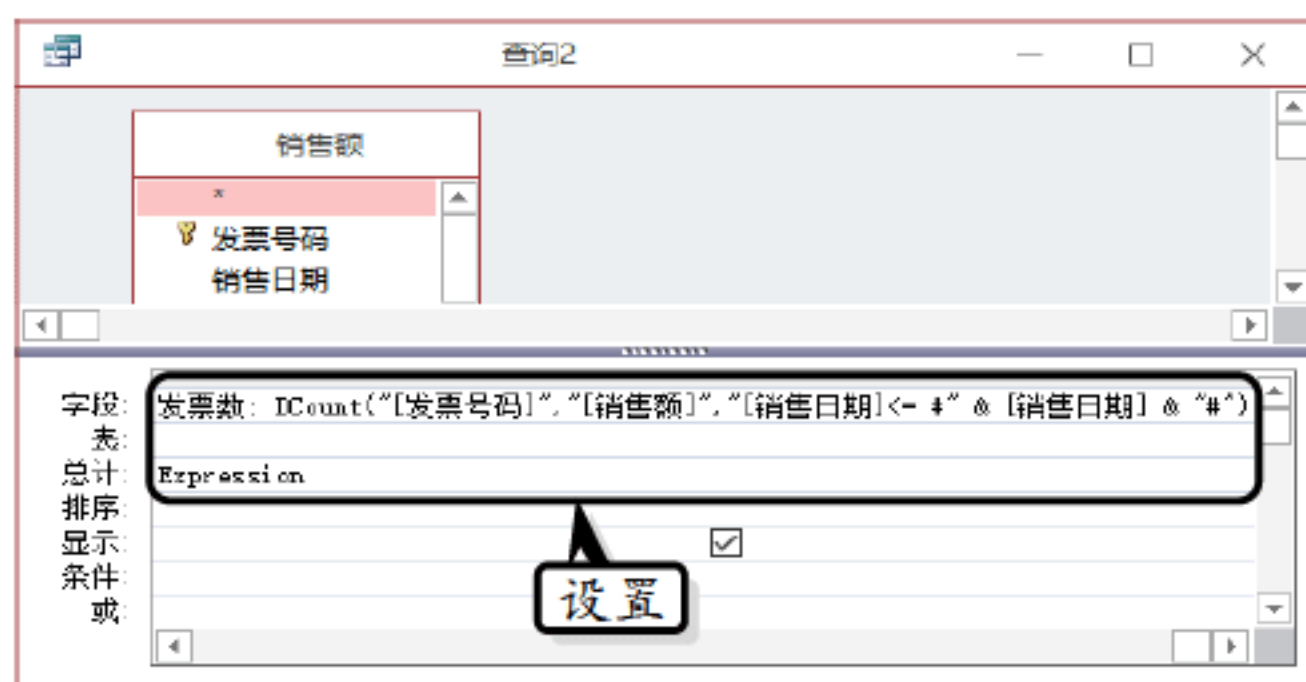 查询2
销售额
*
发票号码
销售日期
字段: 发票数: DCount("[发票号码]","[销售额]","[销售日期]<= #" & [销售日期] & "#")
表:
总计: Expression
排序:
显示:
条件:
或:
设置